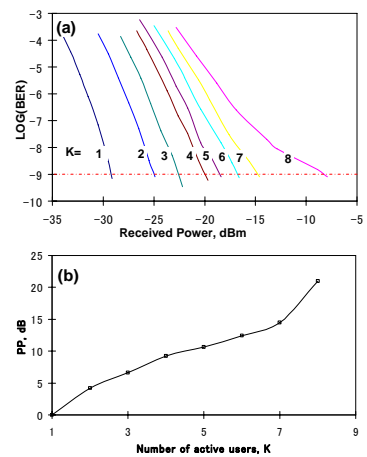 (a)
LOG(BER)
-3
-4
-5
-6
-7
-8
-9
-10
K= 1 2 3 4 5 6 7 8
-35 -30 -25 -20 -15 -10 -5
Received Power, dBm
(b)
PP, dB
25
20
15
10
5
0
1 3 5 7 9
Number of active users, K